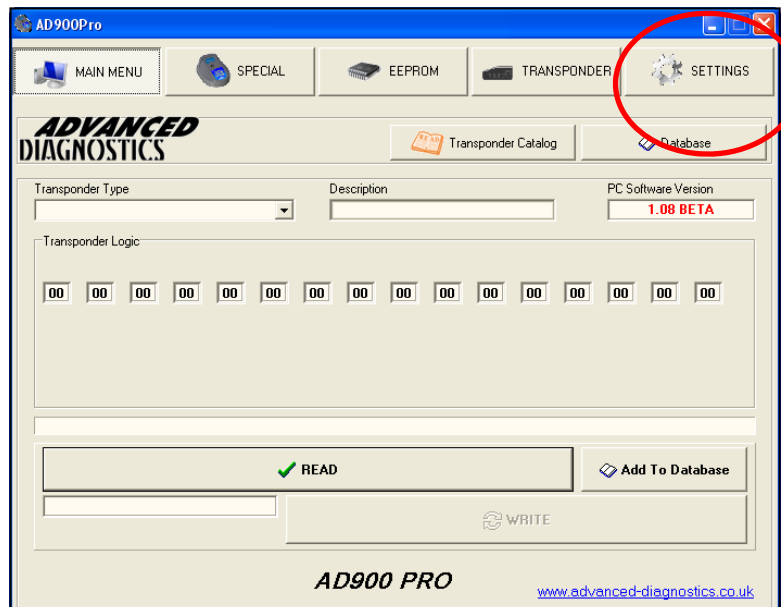 AD900Pro
MAIN MENU SPECIAL EEPROM TRANSPONDER SETTINGS
ADVANCED
DIAGNOSTICS
READ Transponder Catalog Database
Transponder Type Description PC Software Version
1.08 BETA
Transponder Logic
00 00 00 00 00 00 00 00 00 00 00 00 00 00 00 00
READ Add To Database
WRITE
AD900 PRO
www.advanced-diagnostics.co.uk